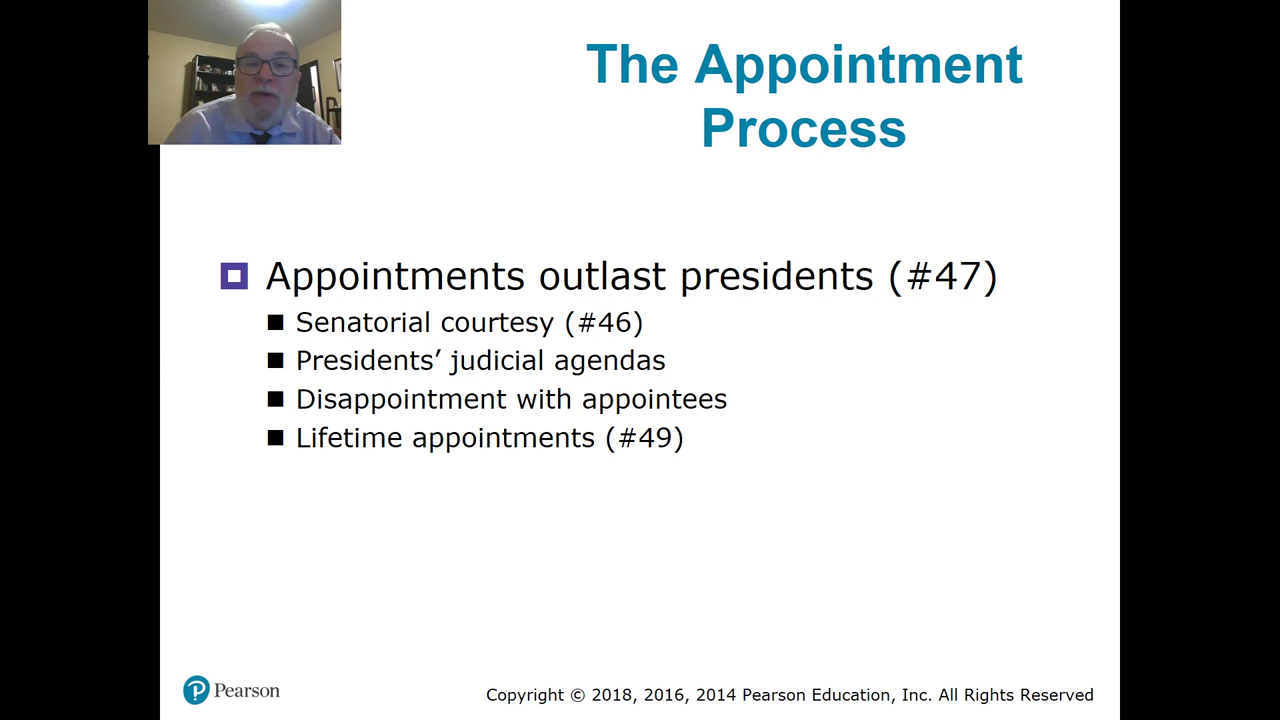 The Appointment
Process
Appointments outlast presidents (#47)
Senatorial courtesy (#46)
Presidents’ judicial agendas
Disappointment with appointees
Lifetime appointments (#49)
Pearson
Copyright © 2018, 2016, 2014 Pearson Education, Inc. All Rights Reserved